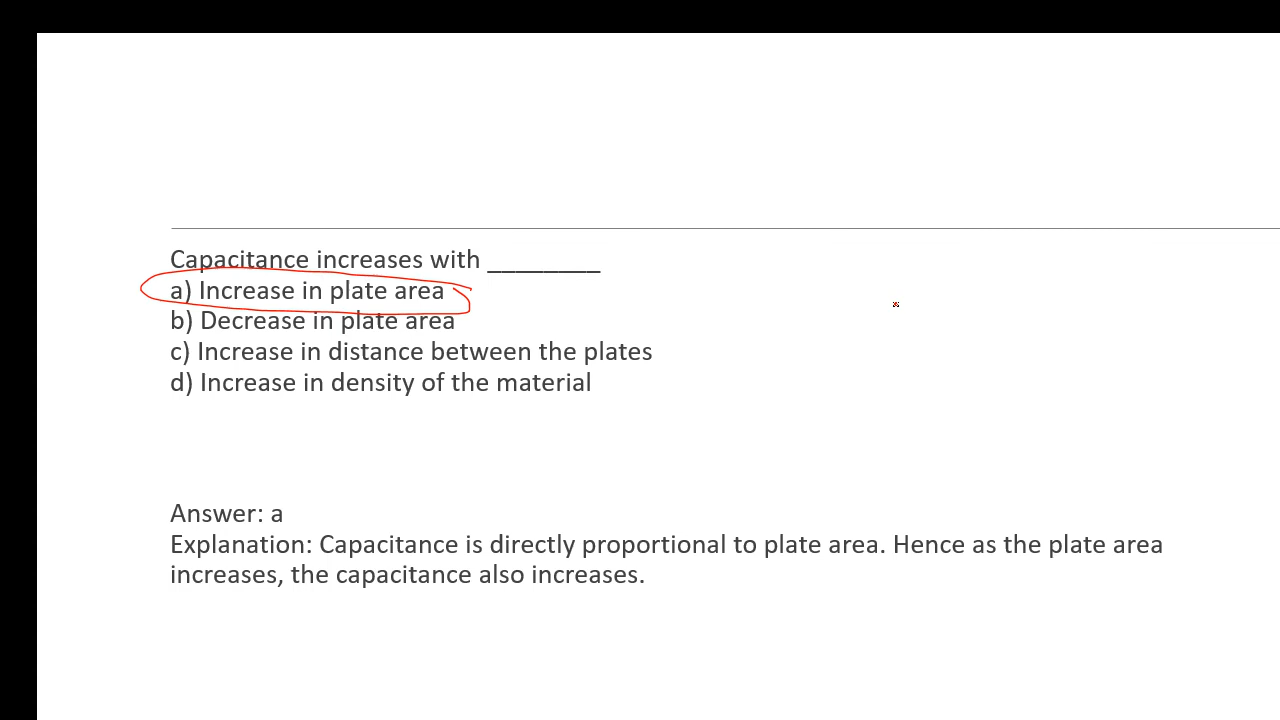 Capacitance increases with ________
a) Increase in plate area
b) Decrease in plate area
c) Increase in distance between the plates
d) Increase in density of the material
Answer: a
Explanation: Capacitance is directly proportional to plate area. Hence as the plate area
increases, the capacitance also increases.